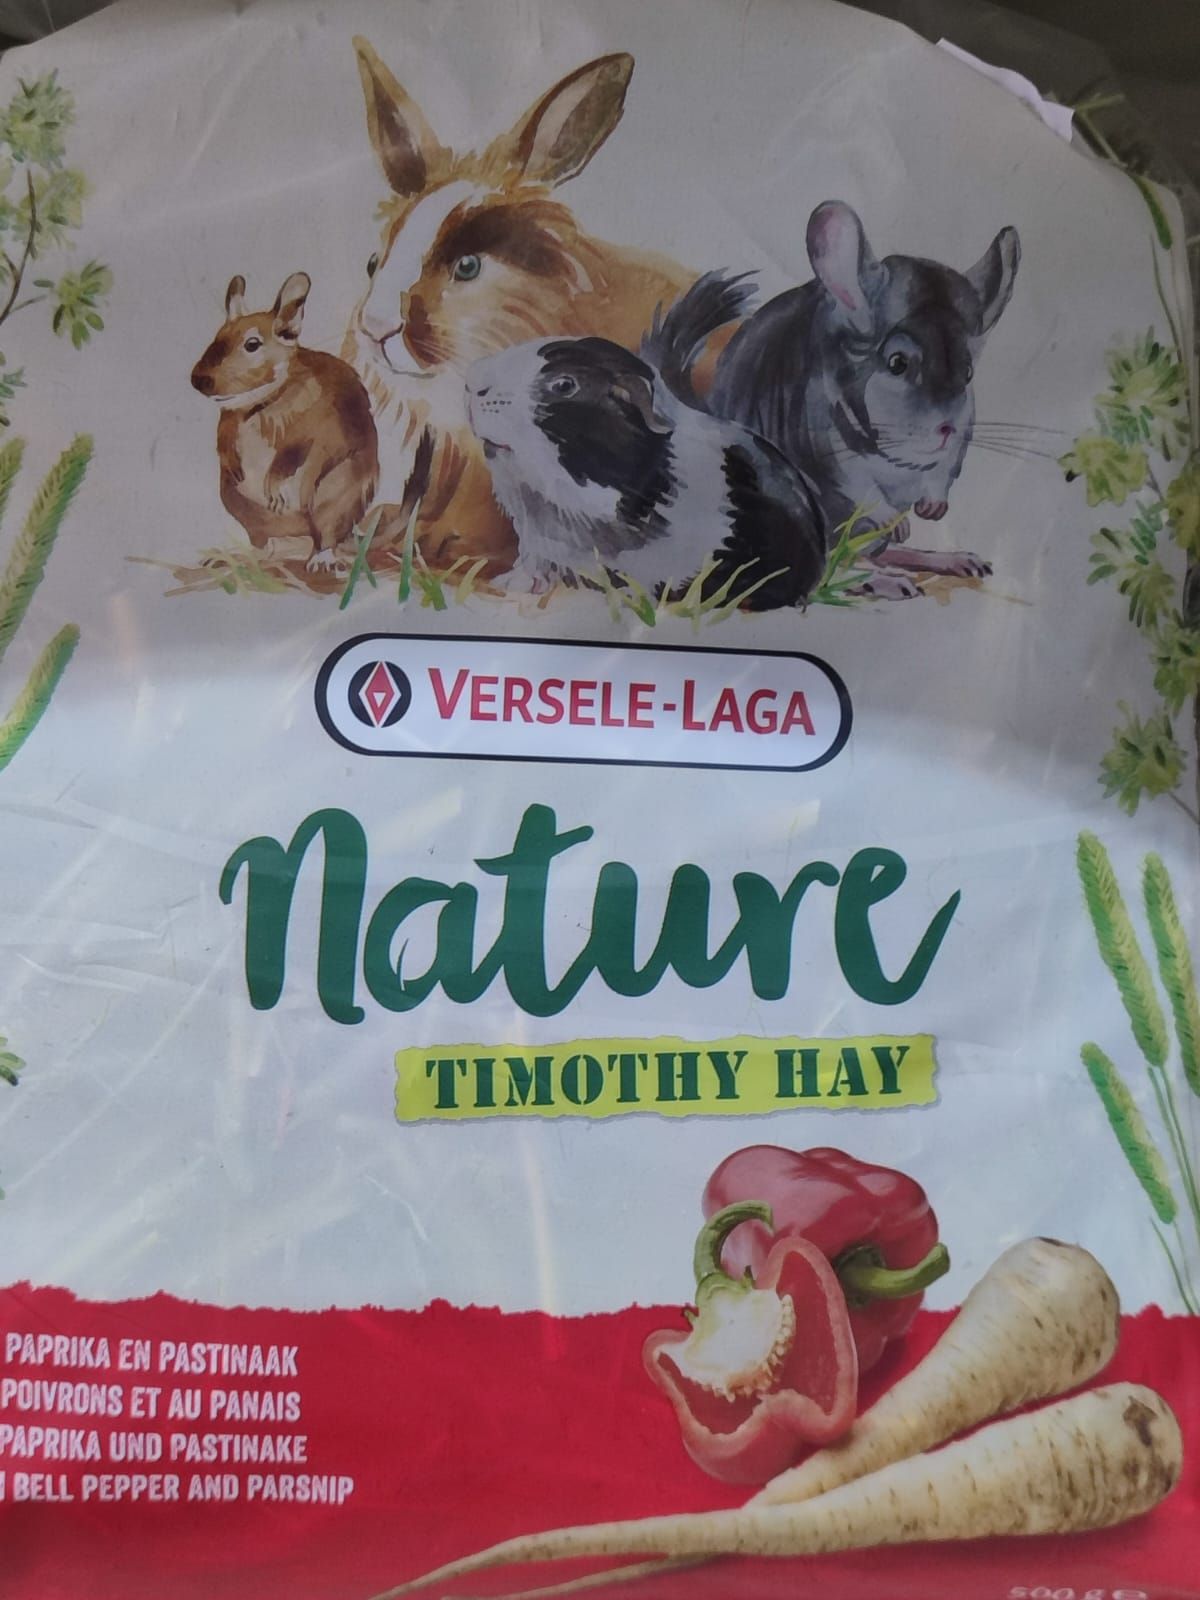 VERSELE-LAGA
Nature
TIMOTHY HAY
PAPRIKA EN PASTINAAK
POIVRONS ET AU PANAIS
PAPRIKA UND PASTINAKE
BELL PEPPER AND PARSNIP
500 g e